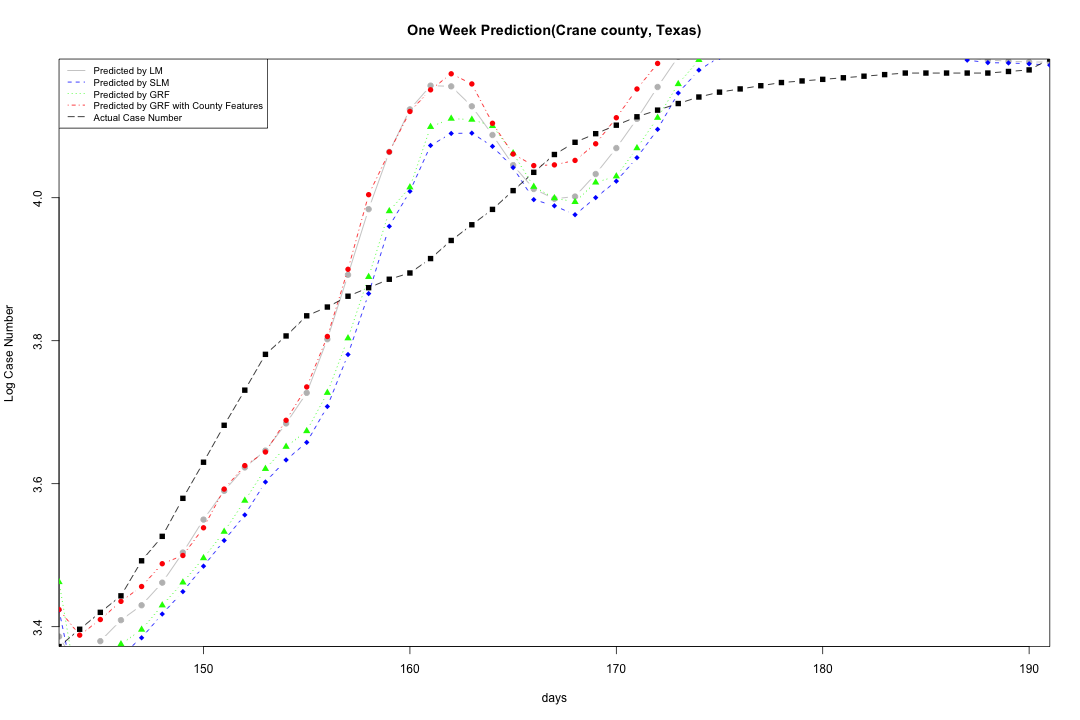 One Week Prediction(Crane county, Texas)
Predicted by LM
Predicted by SLM
Predicted by GRF
Predicted by GRF with County Features
Actual Case Number
Log Case Number
4.0
3.8
3.6
3.4
150 160 170 180 190
days